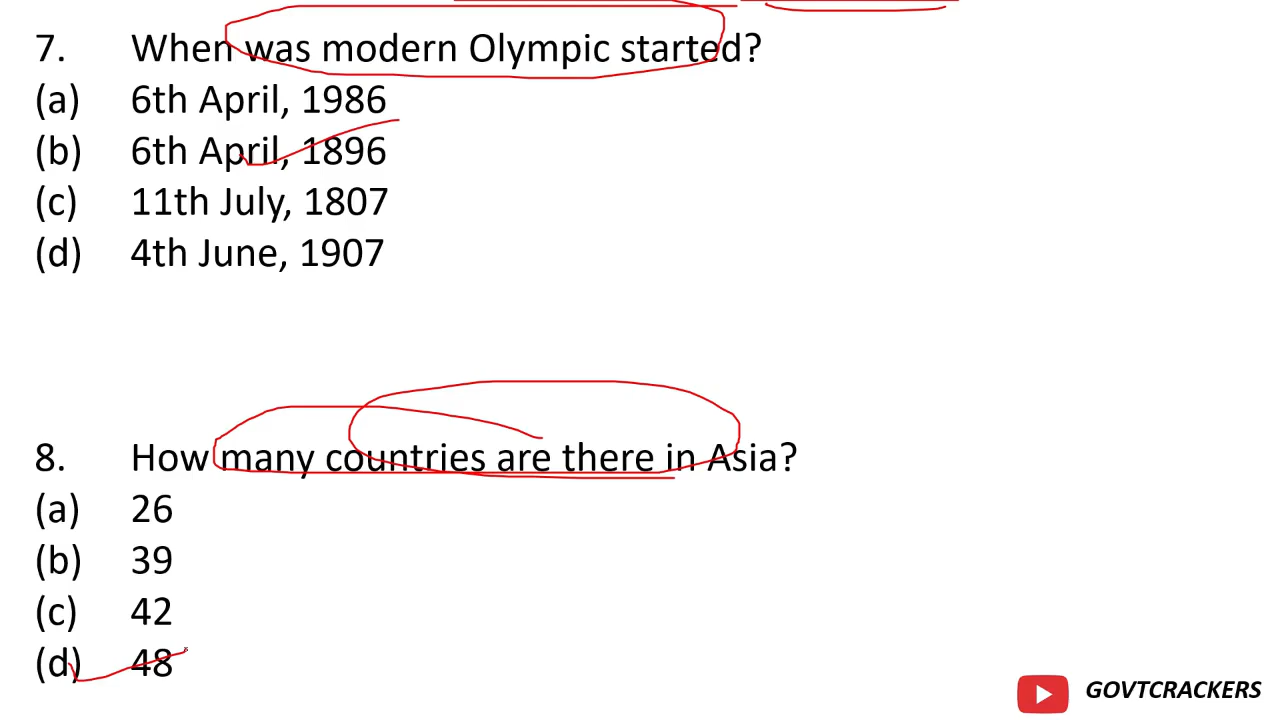 7. When was modern Olympic started?
(a) 6th April, 1986
(b) 6th April, 1896
(c) 11th July, 1807
(d) 4th June, 1907
8. How many countries are there in Asia?
(a) 26
(b) 39
(c) 42
(d) 48
GOVTCRACKERS